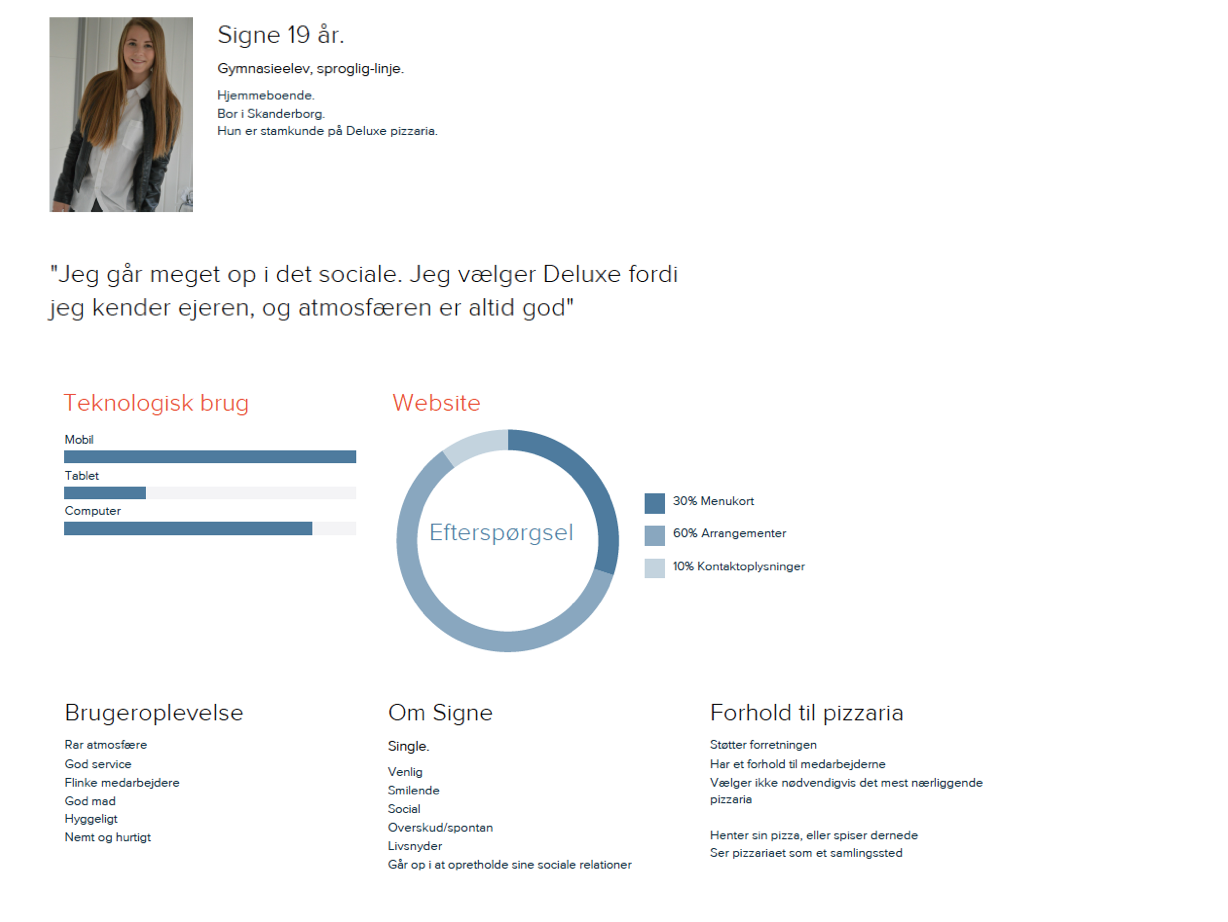 Signe 19 år.
Gymnasieelev, sproglig-linje.
Hjemmeboende.
Bor i Skanderborg.
Hun er stamkunde på Deluxe pizzaria.
"Jeg går meget op i det sociale. Jeg vælger Deluxe fordi
jeg kender ejeren, og atmosfæren er altid god"
Teknologisk brug
Mobil
Tablet
Computer
Website
Efterspørgsel
30% Menukort
60% Arrangementer
10% Kontaktoplysninger
Brugeroplevelse
Rar atmosfære
God service
Flinke medarbejdere
God mad
Hyggeligt
Nemt og hurtigt
Om Signe
Single.
Venlig
Smilende
Social
Overskud/spontan
Livsnyder
Går op i at opretholde sine sociale relationer
Forhold til pizzaria
Støtter forretningen
Har et forhold til medarbejderne
Vælger ikke nødvendigvis det mest nærliggende
pizzaria
Henter sin pizza, eller spiser dernede
Ser pizzariaet som et samlingssted